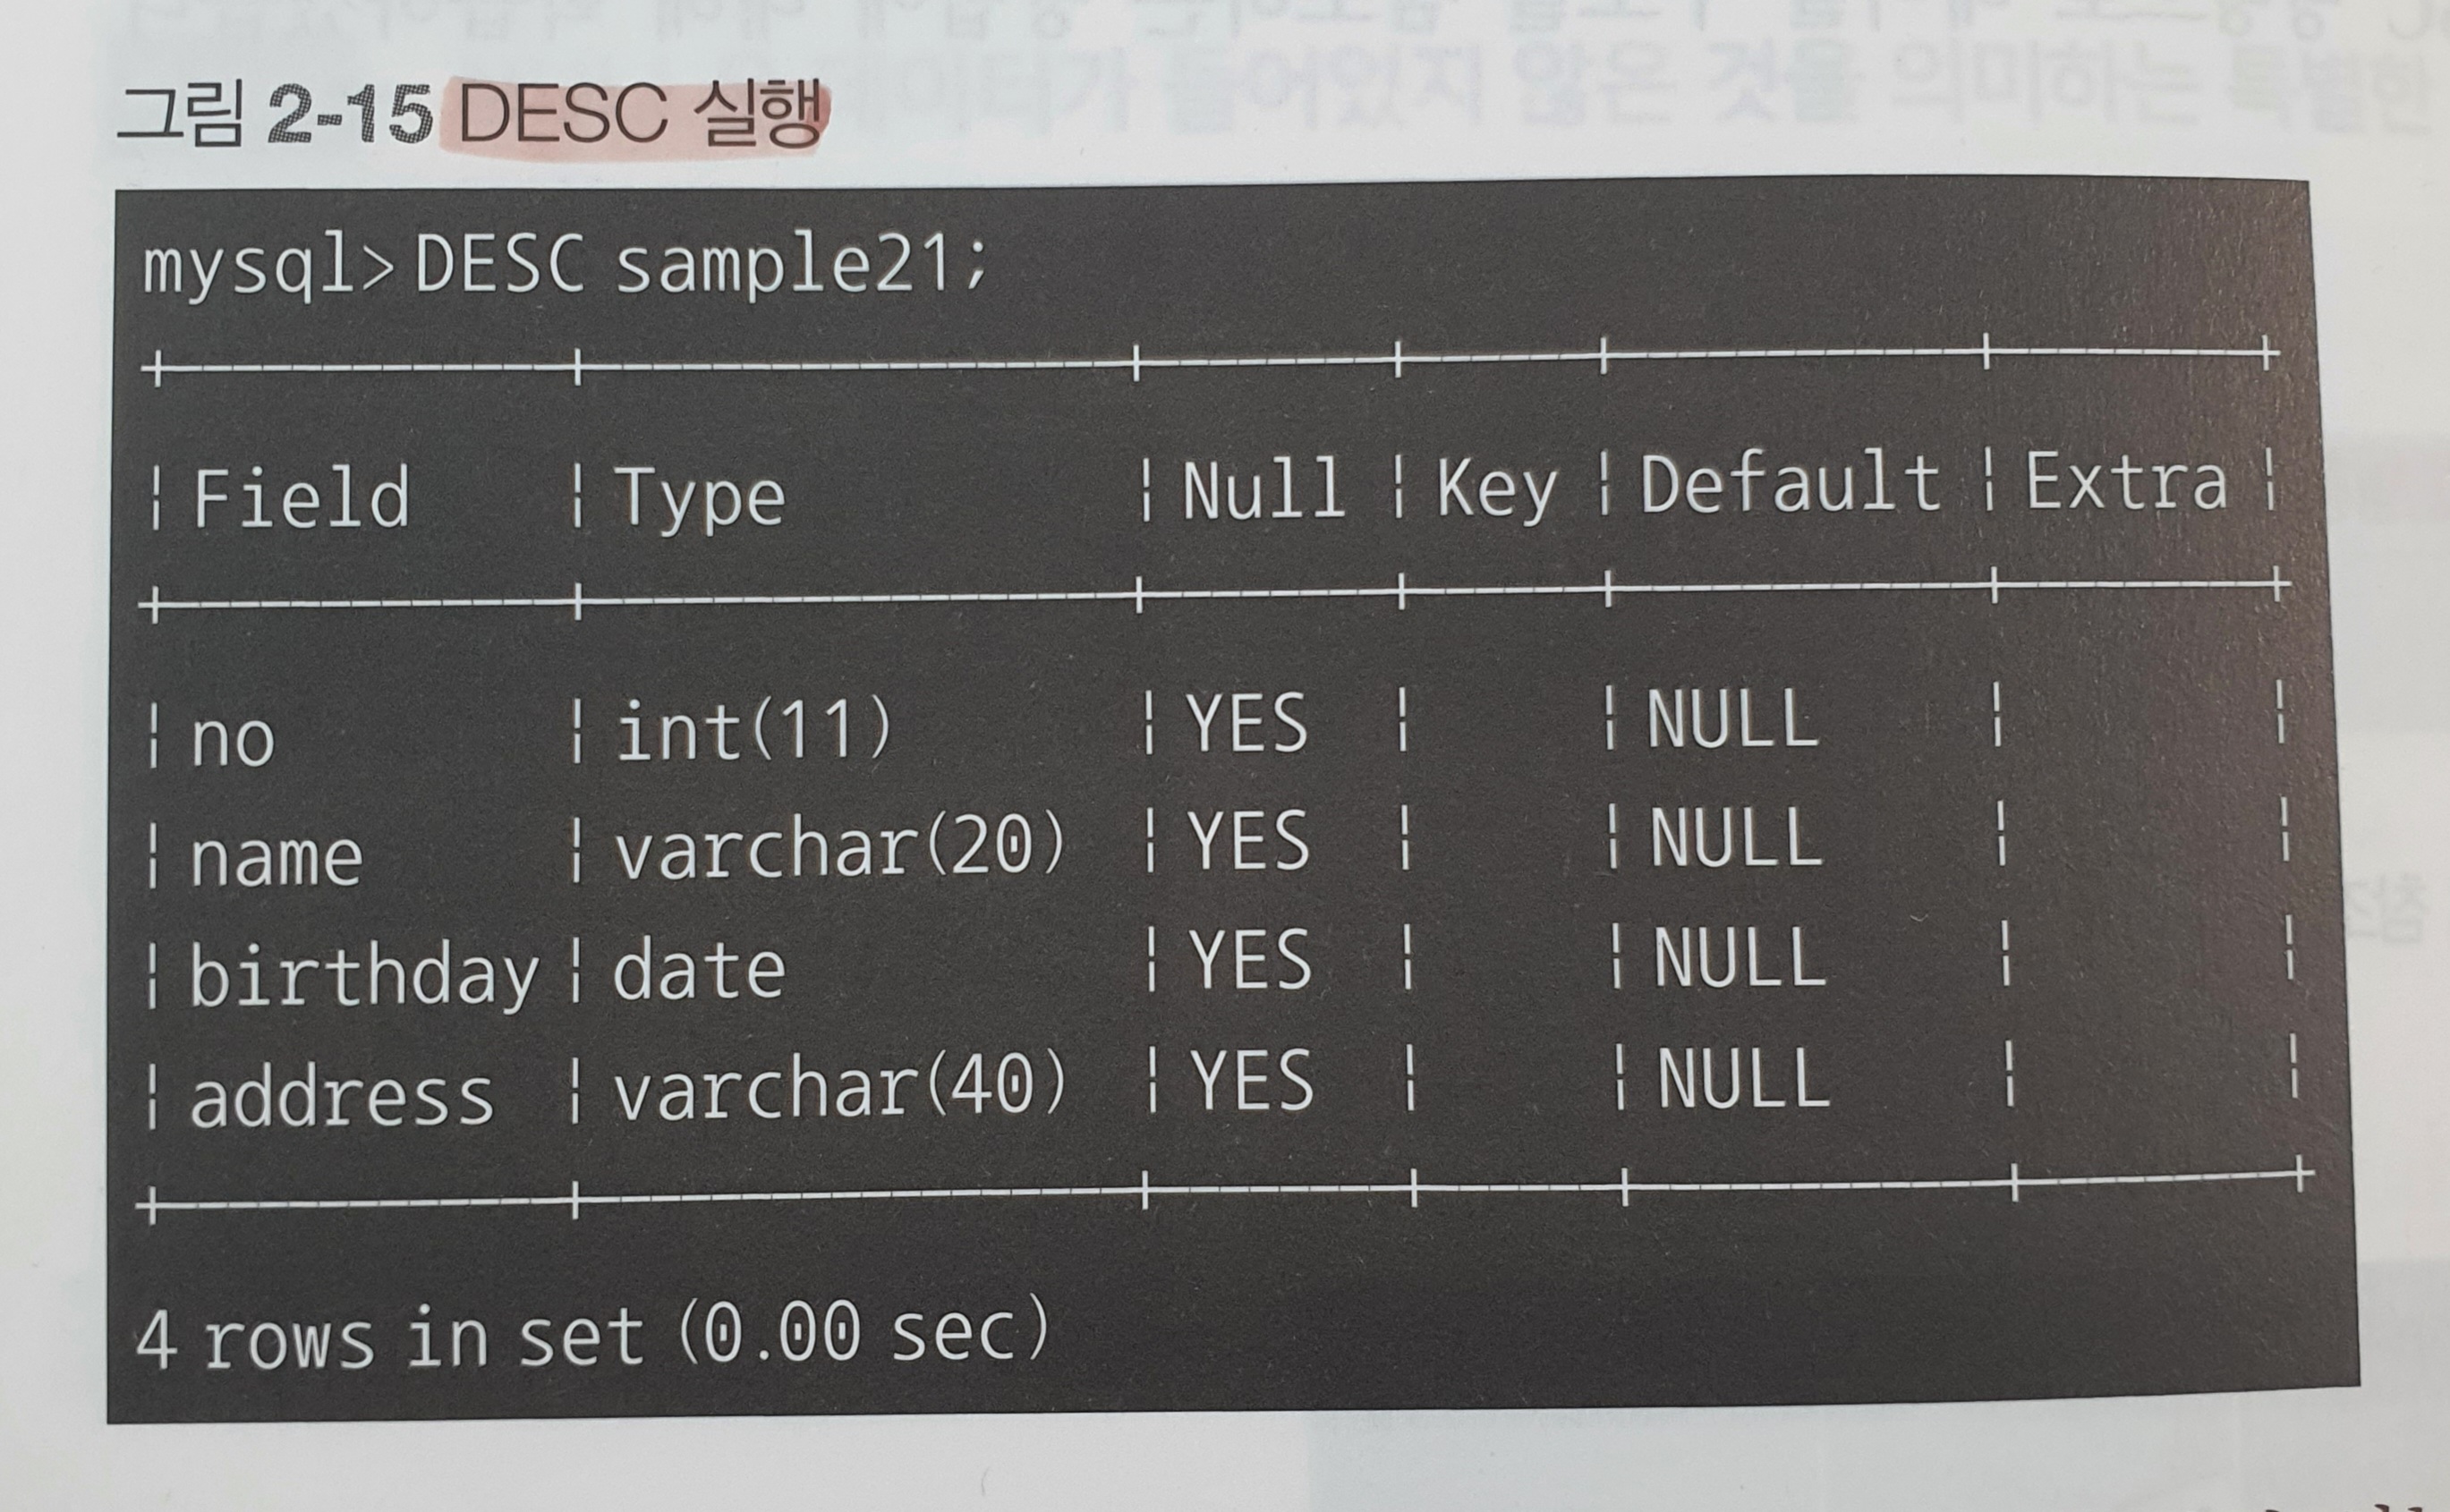 그림 2-15 DESC 실행
mysql> DESC sample21;
| Field | Type | Null | Key | Default | Extra |
| no | int(11) | YES | | NULL | |
| name | varchar(20) | YES | | NULL | |
| birthday | date | YES | | NULL | |
| address | varchar(40) | YES | | NULL | |
4 rows in set (0.00 sec)